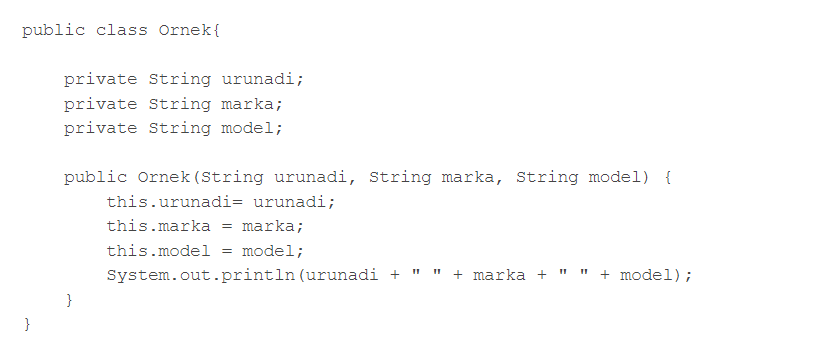 public class Ornek{
private String urunadi;
private String marka;
private String model;
public Ornek(String urunadi, String marka, String model) {
this.urunadi= urunadi;
this.marka = marka;
this.model = model;
System.out.println(urunadi + " " + marka + " " + model);
}
}